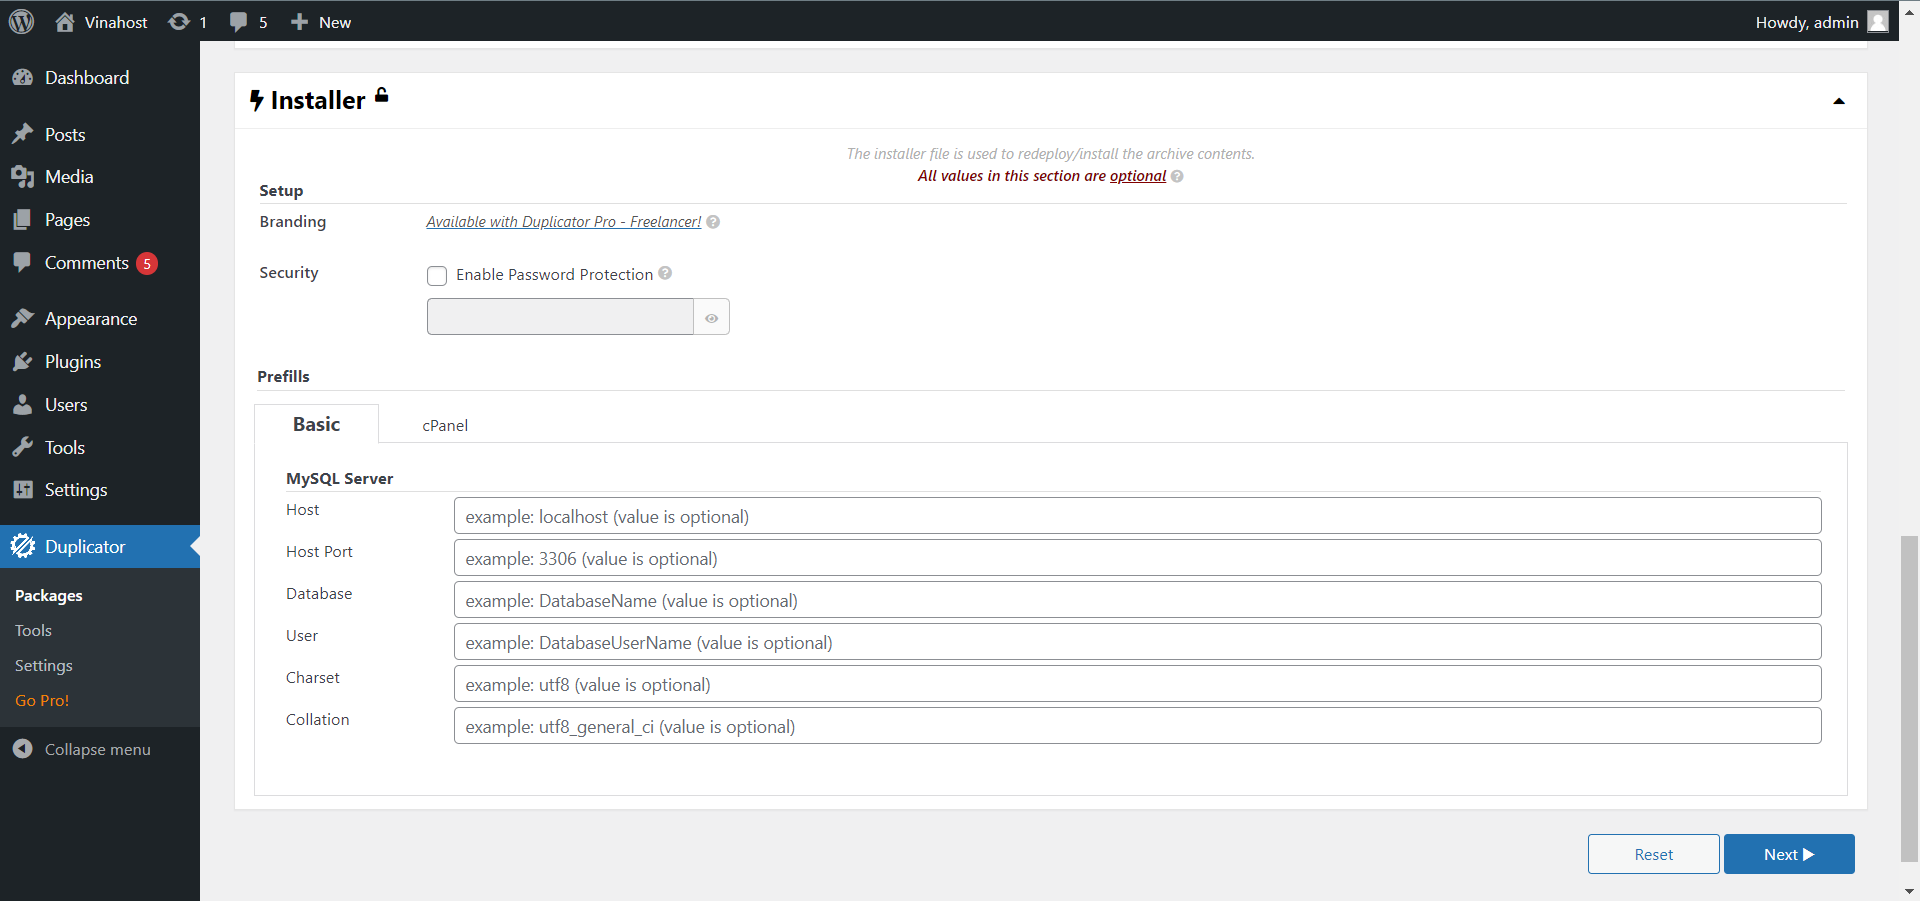 Vinahost 1 5 New Howdy, admin
Dashboard
Posts
Media
Pages
Comments 5
Appearance
Plugins
Users
Tools
Settings
Duplicator
Packages
Tools
Settings
Go Pro!
Collapse menu
Installer
The installer file is used to redeploy/install the archive contents.
All values in this section are optional ?
Setup
Branding Available with Duplicator Pro - Freelancer! ?
Security Enable Password Protection ?
Prefills
Basic cPanel
MySQL Server
Host example: localhost (value is optional)
Host Port example: 3306 (value is optional)
Database example: DatabaseName (value is optional)
User example: DatabaseUserName (value is optional)
Charset example: utf8 (value is optional)
Collation example: utf8_general_ci (value is optional)
Reset Next